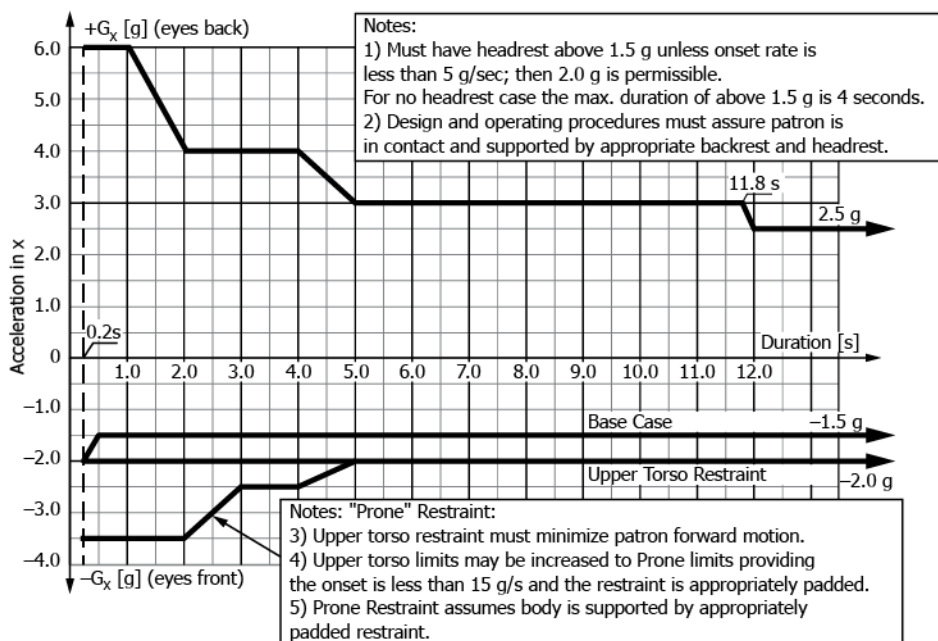 +Gx [g] (eyes back)
Notes:
1) Must have headrest above 1.5 g unless onset rate is
less than 5 g/sec; then 2.0 g is permissible.
For no headrest case the max. duration of above 1.5 g is 4 seconds.
2) Design and operating procedures must assure patron is
in contact and supported by appropriate backrest and headrest.
6.0
5.0
4.0
3.0
2.0
1.0
0
−1.0
−2.0
−3.0
−4.0
Acceleration in x
11.8 s
2.5 g
0.2s
Duration [s]
1.0 2.0 3.0 4.0 5.0 6.0 7.0 8.0 9.0 10.0 11.0 12.0
Base Case
−1.5 g
Upper Torso Restraint
−2.0 g
−Gx [g] (eyes front)
Notes: "Prone" Restraint:
3) Upper torso restraint must minimize patron forward motion.
4) Upper torso limits may be increased to Prone limits providing
the onset is less than 15 g/s and the restraint is appropriately padded.
5) Prone Restraint assumes body is supported by appropriately
padded restraint.